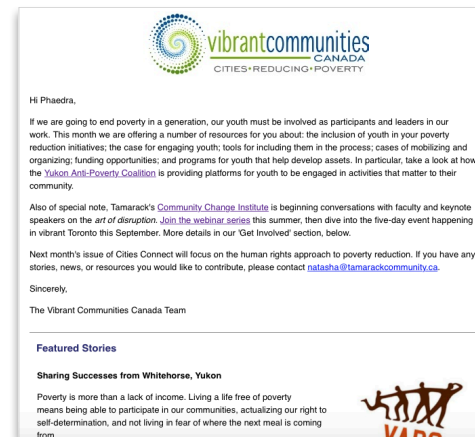 vibrantcommunities
CANADA
CITIES•REDUCING•POVERTY
Hi Phaedra,
If we are going to end poverty in a generation, our youth must be involved as participants and leaders in our
work. This month we are offering a number of resources for you about: the inclusion of youth in your poverty
reduction initiatives; the case for engaging youth; tools for including them in the process; cases of mobilizing and
organizing; funding opportunities; and programs for youth that help develop assets. In particular, take a look at how
the Yukon Anti-Poverty Coalition is providing platforms for youth to be engaged in activities that matter to their
community.
Also of special note, Tamarack's Community Change Institute is beginning conversations with faculty and keynote
speakers on the art of disruption. Join the webinar series this summer, then dive into the five-day event happening
in vibrant Toronto this September. More details in our 'Get Involved' section, below.
Next month's issue of Cities Connect will focus on the human rights approach to poverty reduction. If you have any
stories, news, or resources you would like to contribute, please contact natasha@tamarackcommunity.ca.
Sincerely,
The Vibrant Communities Canada Team
Featured Stories
Sharing Successes from Whitehorse, Yukon
Poverty is more than a lack of income. Living a life free of poverty
means being able to participate in our communities, actualizing our right to
self-determination, and not living in fear of where the next meal is coming
from